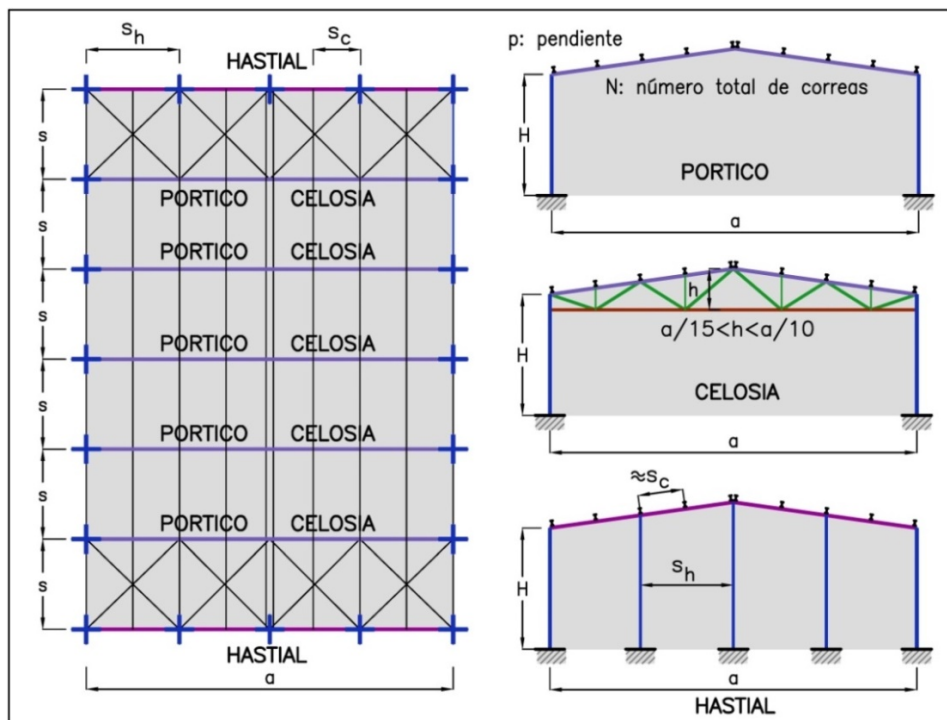 s_h
s_c
HASTIAL
s
s
s
s
s
s
PORTICO CELOSIA
PORTICO CELOSIA
PORTICO CELOSIA
PORTICO CELOSIA
PORTICO CELOSIA
HASTIAL
a
p: pendiente
N: número total de correas
H
PORTICO
a
h
a/15<h<a/10
H
CELOSIA
a
≈s_c
s_h
H
a
HASTIAL